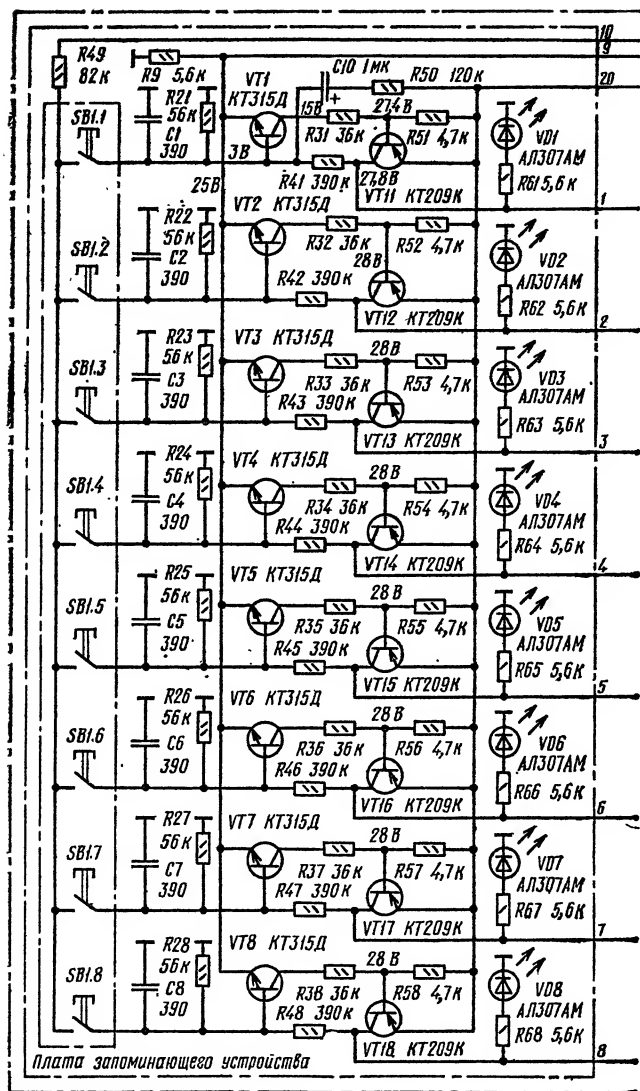 R49
82к
R9 5,6к
VT1
КТ315Д
C10 1мк
R50 120к
10
9
20
SB1.1
R21
56к
C1
390
15В
R31 36к
27,4В
R51 4,7к
3В
R41 390к
27,8В
VT11 КТ209К
VD1
АЛ307АМ
R61 5,6к
1
25В
SB1.2
R22
56к
C2
390
VT2 КТ315Д
R32 36к
R52 4,7к
28В
R42 390к
VT12 КТ209К
VD2
АЛ307АМ
R62 5,6к
2
SB1.3
R23
56к
C3
390
VT3 КТ315Д
28В
R33 36к
R53 4,7к
R43 390к
VT13 КТ209К
VD3
АЛ307АМ
R63 5,6к
3
SB1.4
R24
56к
C4
390
VT4 КТ315Д
28В
R34 36к
R54 4,7к
R44 390к
VT14 КТ209К
VD4
АЛ307АМ
R64 5,6к
4
SB1.5
R25
56к
C5
390
VT5 КТ315Д
28В
R35 36к
R55 4,7к
R45 390к
VT15 КТ209К
VD5
АЛ307АМ
R65 5,6к
5
SB1.6
R26
56к
C6
390
VT6 КТ315Д
28В
R36 36к
R56 4,7к
R46 390к
VT16 КТ209К
VD6
АЛ307АМ
R66 5,6к
6
SB1.7
R27
56к
C7
390
VT7 КТ315Д
28В
R37 36к
R57 4,7к
R47 390к
VT17 КТ209К
VD7
АЛ307АМ
R67 5,6к
7
SB1.8
R28
56к
C8
390
VT8 КТ315Д
28В
R38 36к
R58 4,7к
R48 390к
VT18 КТ209К
VD8
АЛ307АМ
R68 5,6к
8
Плата запоминающего устройства